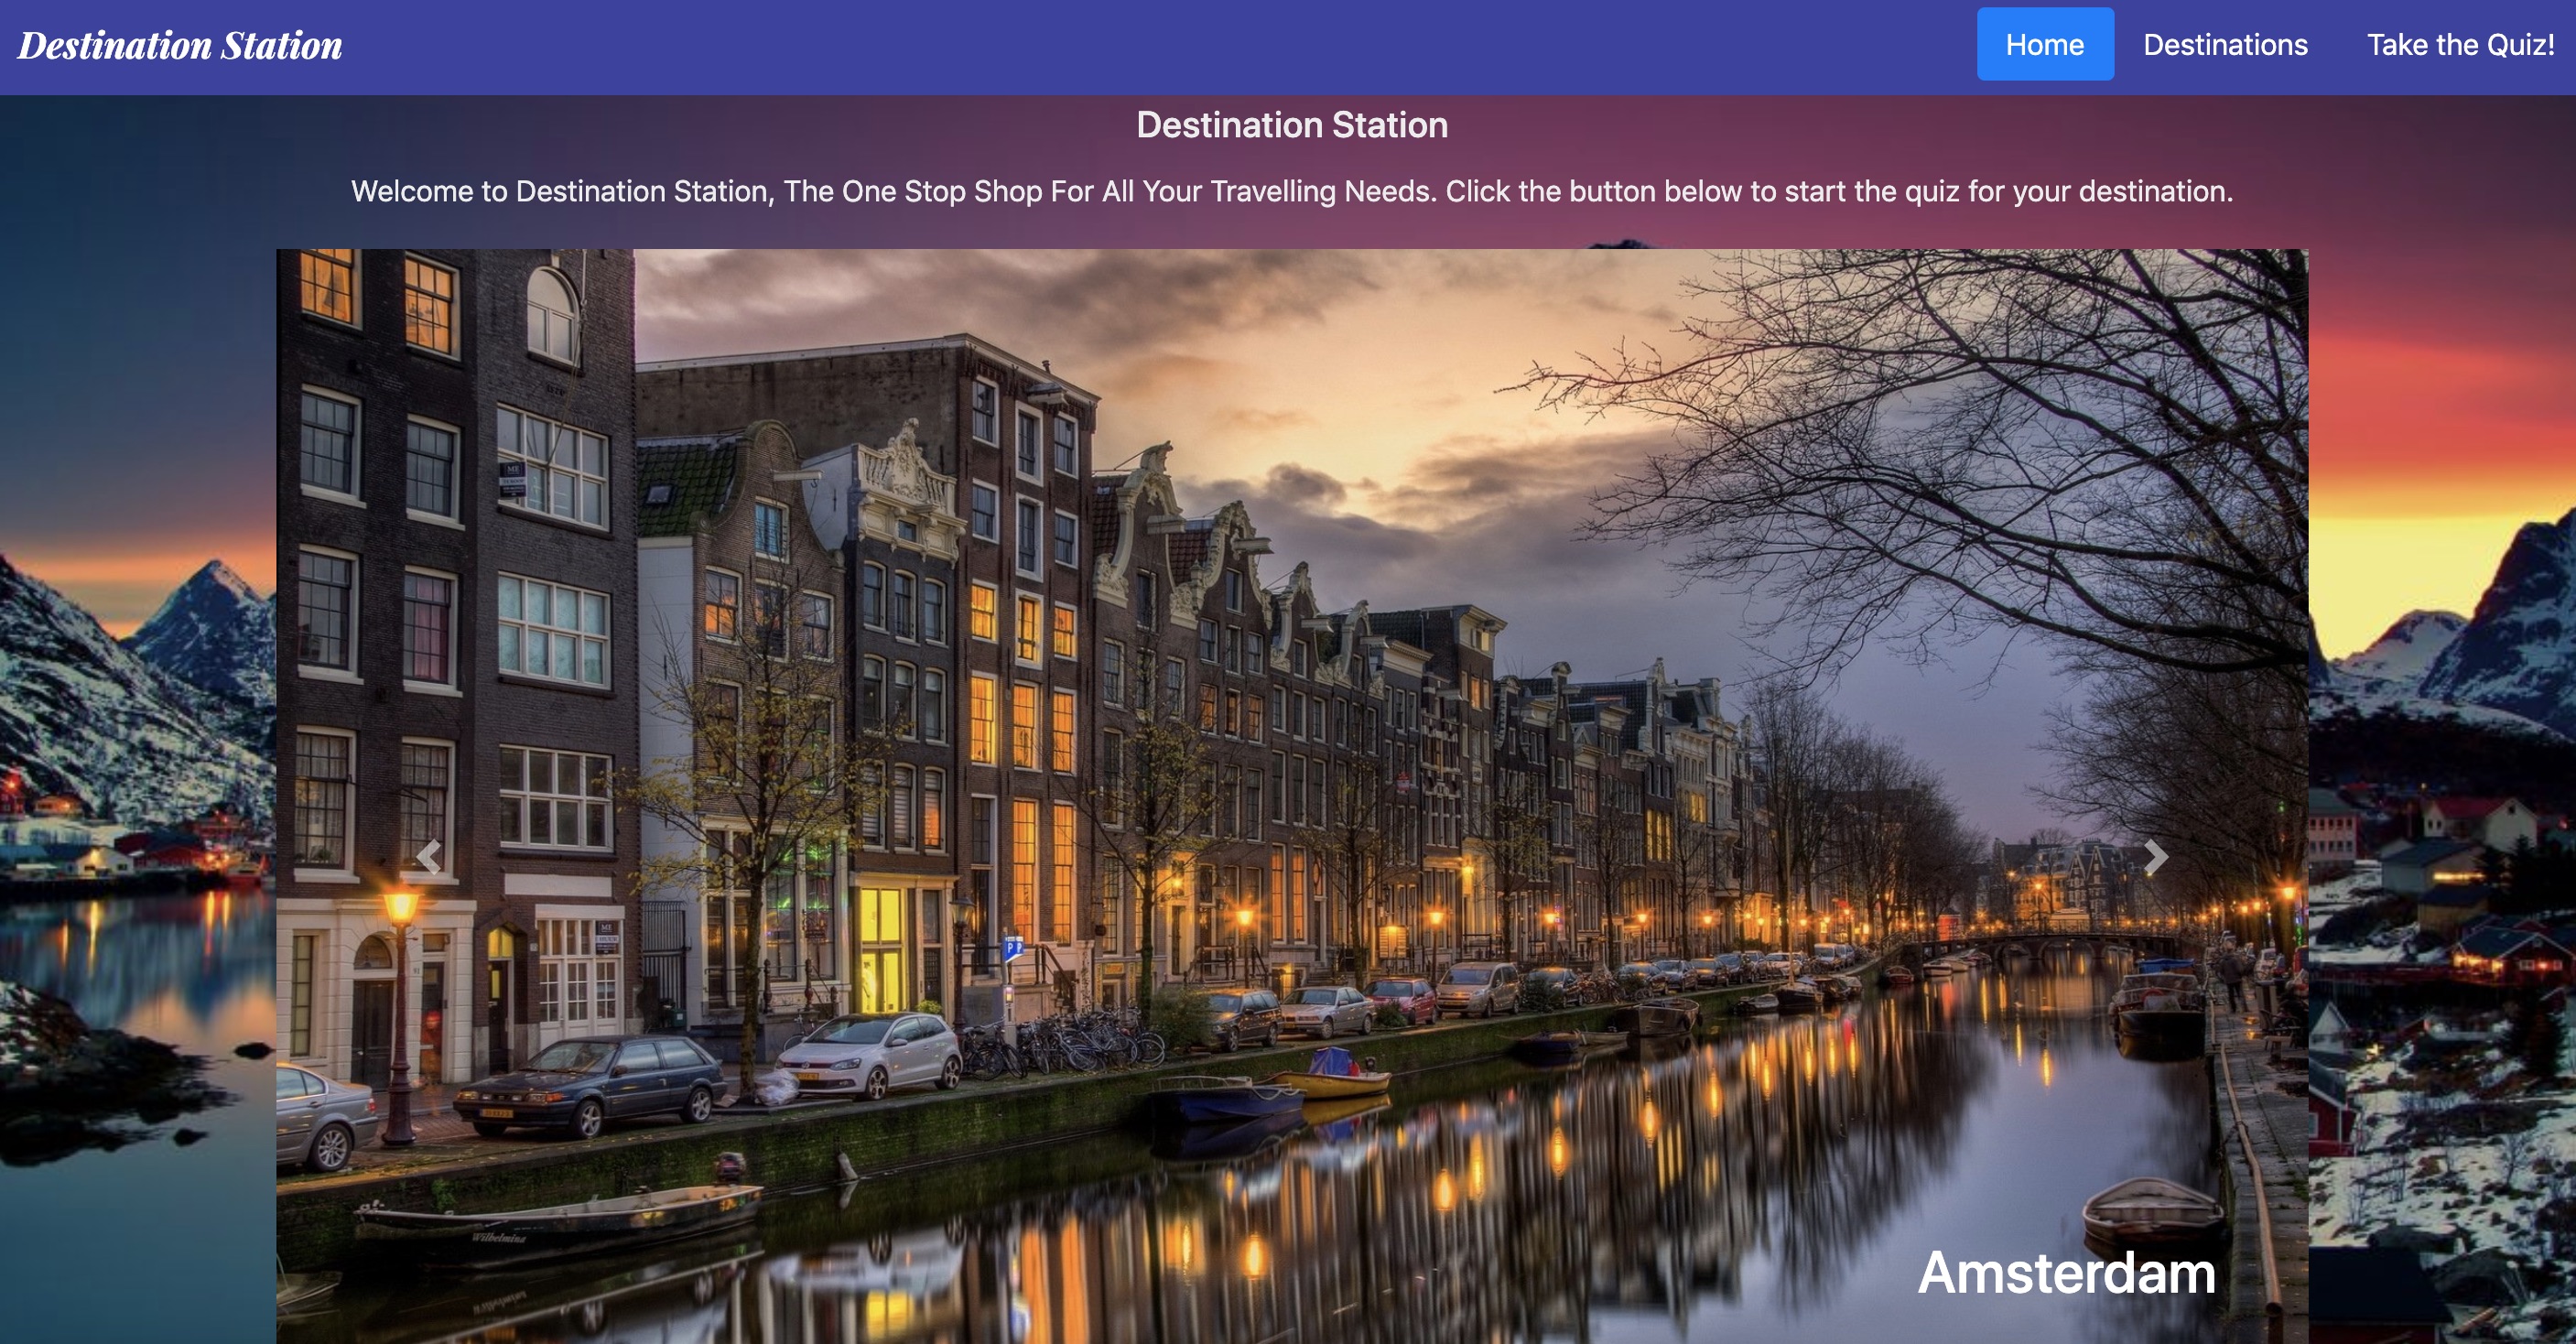 Destination Station
Home
Destinations
Take the Quiz!
Destination Station
Welcome to Destination Station, The One Stop Shop For All Your Travelling Needs. Click the button below to start the quiz for your destination.
P P
Wilhelmina
Amsterdam